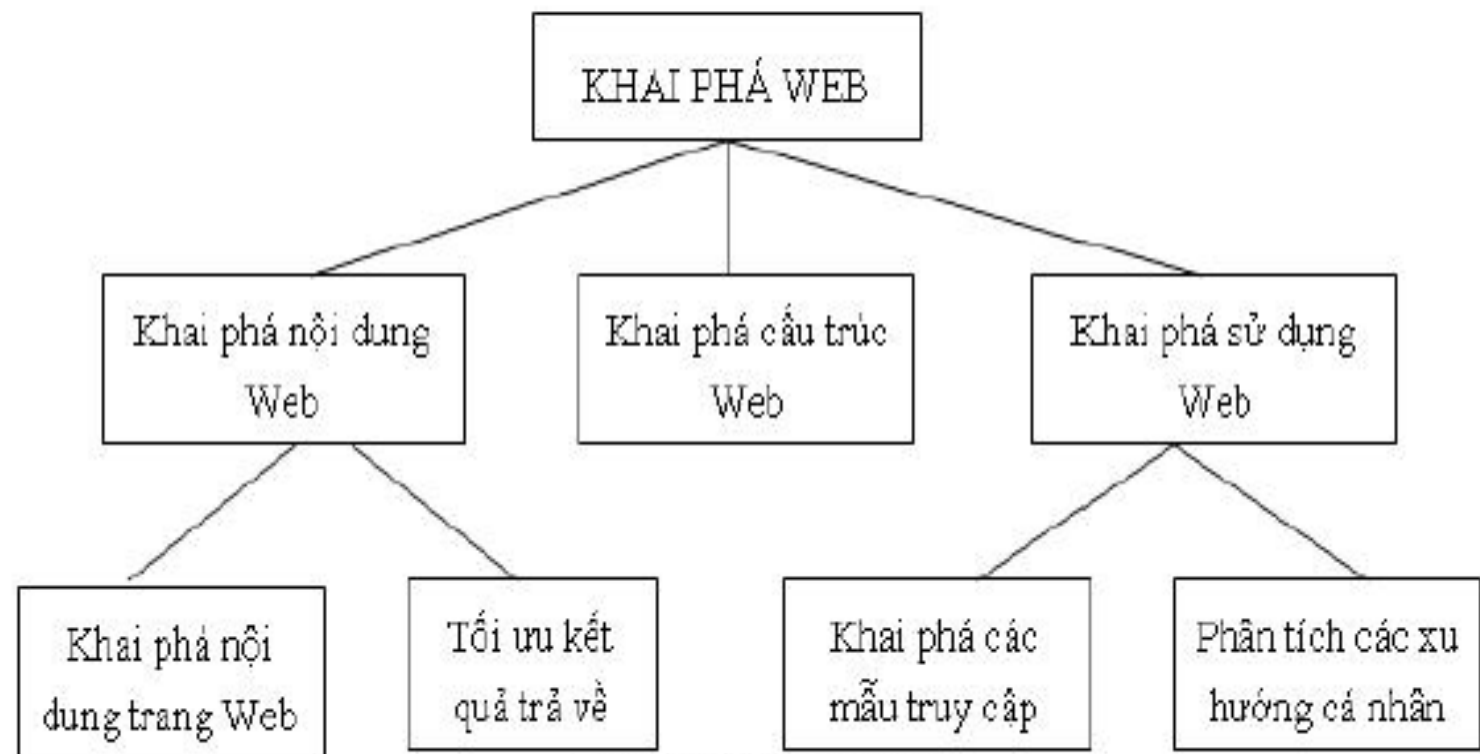 KHAI PHÁ WEB
Khai phá nội dung
Web
Khai phá cấu trúc
Web
Khai phá sử dụng
Web
Khai phá nội
dung trang Web
Tối ưu kết
quả trả về
Khai phá các
mẫu truy cập
Phân tích các xu
hướng cá nhân